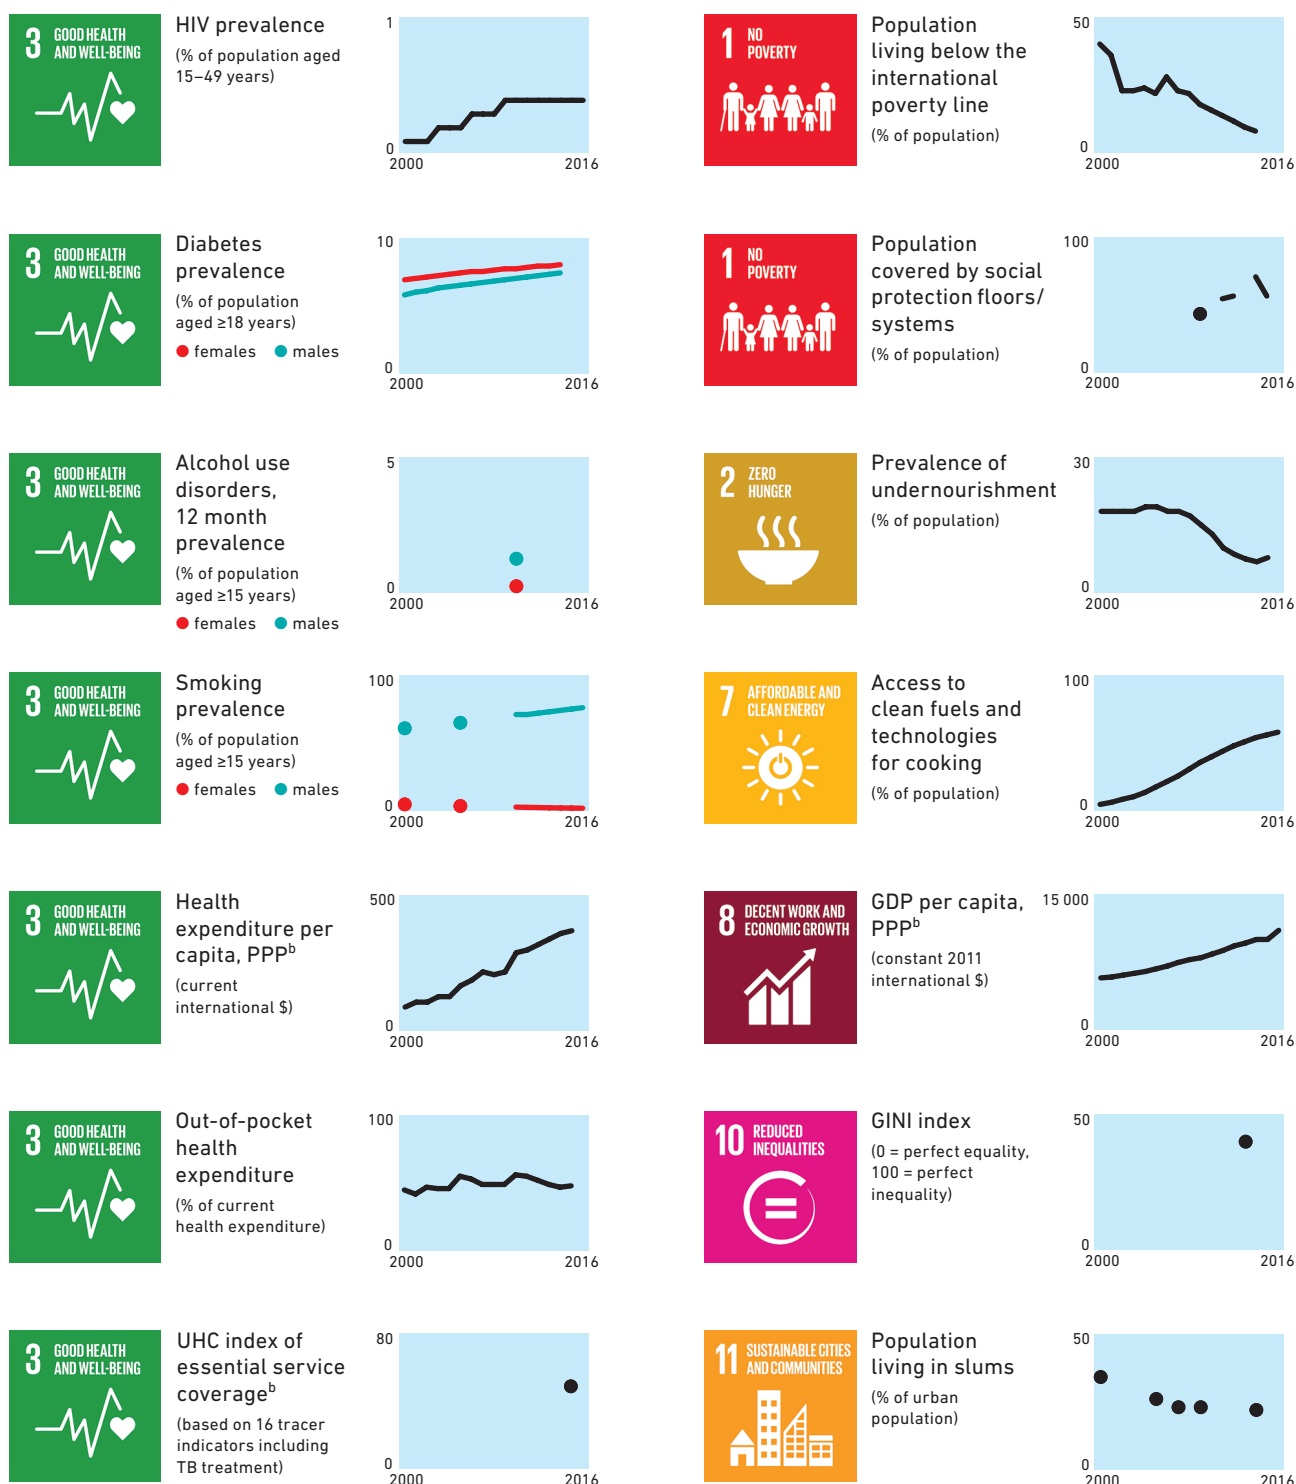 3 GOOD HEALTH
AND WELL-BEING
HIV prevalence
(% of population aged
15–49 years)
1
0
2000 2016
3 GOOD HEALTH
AND WELL-BEING
Diabetes
prevalence
(% of population
aged ≥18 years)
females males
10
0
2000 2016
3 GOOD HEALTH
AND WELL-BEING
Alcohol use
disorders,
12 month
prevalence
(% of population
aged ≥15 years)
females males
5
0
2000 2016
3 GOOD HEALTH
AND WELL-BEING
Smoking
prevalence
(% of population
aged ≥15 years)
females males
100
0
2000 2016
3 GOOD HEALTH
AND WELL-BEING
Health
expenditure per
capita, PPPb
(current
international $)
500
0
2000 2016
3 GOOD HEALTH
AND WELL-BEING
Out-of-pocket
health
expenditure
(% of current
health expenditure)
100
0
2000 2016
3 GOOD HEALTH
AND WELL-BEING
UHC index of
essential service
coverageb
(based on 16 tracer
indicators including
TB treatment)
80
0
2000 2016
1 NO
POVERTY
Population
living below the
international
poverty line
(% of population)
50
0
2000 2016
1 NO
POVERTY
Population
covered by social
protection floors/
systems
(% of population)
100
0
2000 2016
2 ZERO
HUNGER
Prevalence of
undernourishment
(% of population)
30
0
2000 2016
7 AFFORDABLE AND
CLEAN ENERGY
Access to
clean fuels and
technologies
for cooking
(% of population)
100
0
2000 2016
8 DECENT WORK AND
ECONOMIC GROWTH
GDP per capita,
PPPb
(constant 2011
international $)
15 000
0
2000 2016
10 REDUCED
INEQUALITIES
GINI index
(0 = perfect equality,
100 = perfect
inequality)
50
0
2000 2016
11 SUSTAINABLE CITIES
AND COMMUNITIES
Population
living in slums
(% of urban
population)
50
0
2000 2016